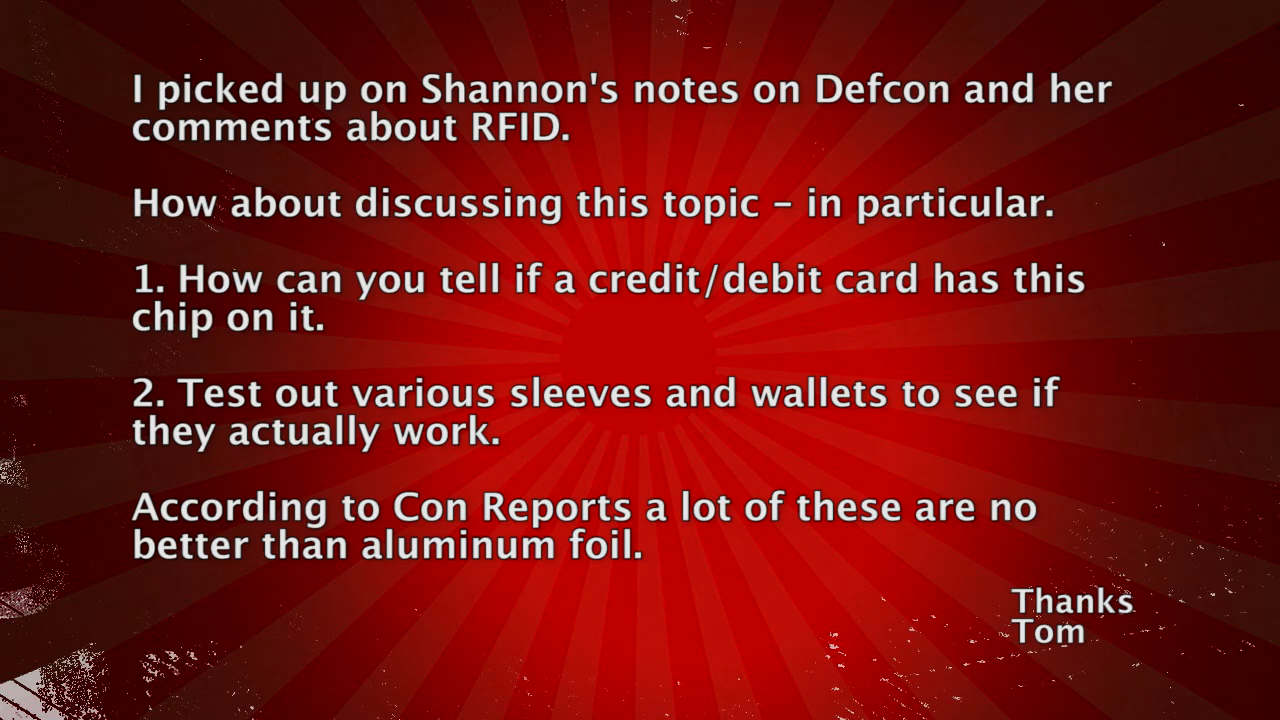 I picked up on Shannon's notes on Defcon and her
comments about RFID.
How about discussing this topic – in particular.
1. How can you tell if a credit/debit card has this
chip on it.
2. Test out various sleeves and wallets to see if
they actually work.
According to Con Reports a lot of these are no
better than aluminum foil.
Thanks
Tom